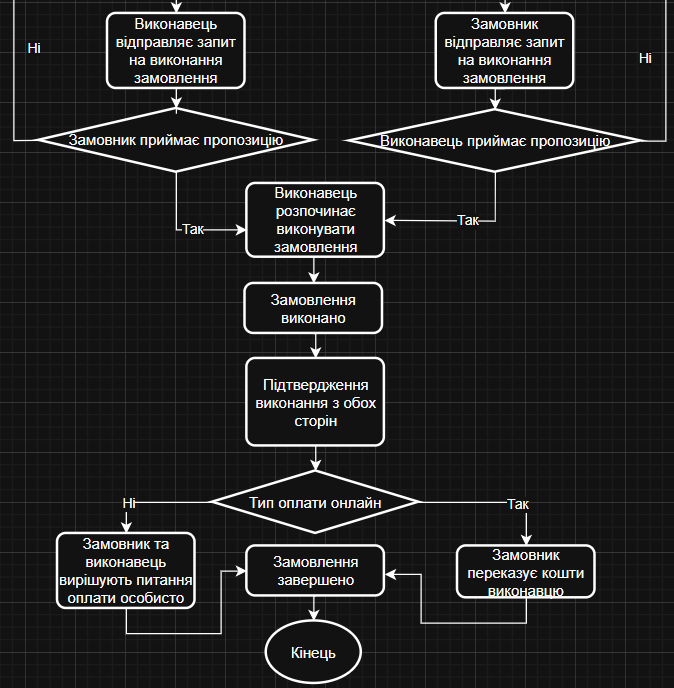 Ні
Виконавець
відправляє запит
на виконання
замовлення
Замовник
відправляє запит
на виконання
замовлення
Ні
Замовник приймає пропозицію
Виконавець приймає пропозицію
Так
Виконавець
розпочинає
виконувати
замовлення
Так
Замовлення
виконано
Підтвердження
виконання з обох
сторін
Ні
Тип оплати онлайн
Так
Замовник та
виконавець
вирішують питання
оплати особисто
Замовлення
завершено
Замовник
переказує кошти
виконавцю
Кінець